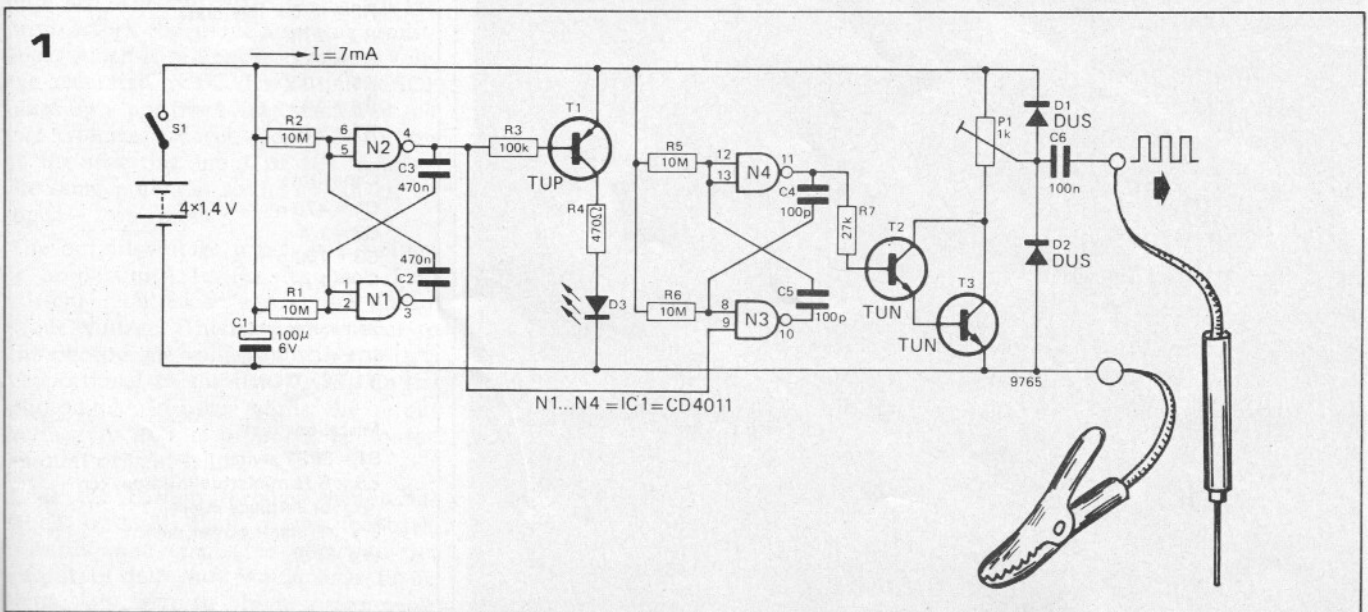 1
I = 7mA
S1
4×1,4 V
R2
10M
6
5
N2
4
C3
470n
470n
C2
R1
10M
1
2
N1
3
C1
100µ
6V
R3
100k
T1
TUP
R4
470Ω
D3
R5
10M
12
13
N4
11
C4
100p
R7
27k
R6
10M
8
9
N3
10
C5
100p
T2
TUN
T3
TUN
P1
1k
D1
DUS
C6
100n
D2
DUS
9765
N1...N4 =IC1=CD4011